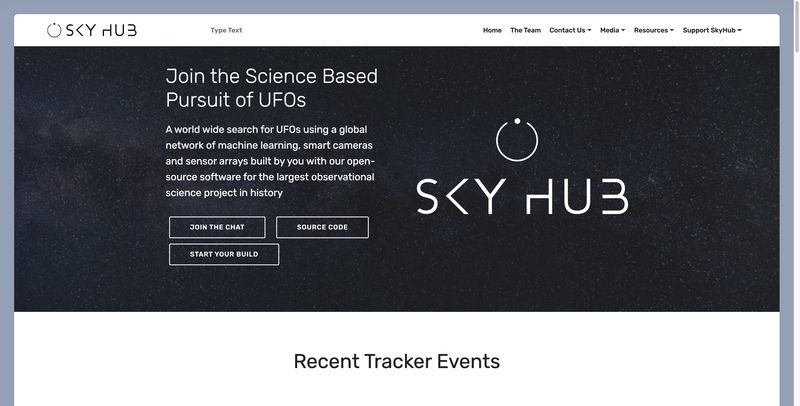 SKY HUB
Type Text
Home
The Team
Contact Us
Media
Resources
Support SkyHub
Join the Science Based
Pursuit of UFOs
A world wide search for UFOs using a global
network of machine learning, smart cameras
and sensor arrays built by you with our open-
source software for the largest observational
science project in history
JOIN THE CHAT
SOURCE CODE
START YOUR BUILD
SKY HUB
Recent Tracker Events